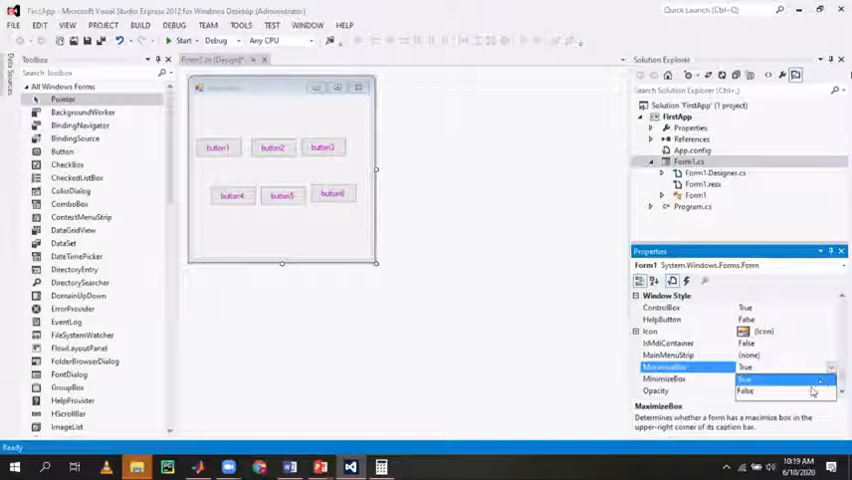 FirstApp - Microsoft Visual Studio Express 2012 for Windows Desktop (Administrator)
Quick Launch (Ctrl+Q)
FILE EDIT VIEW PROJECT BUILD DEBUG TEAM TOOLS TEST WINDOW HELP
Start Debug Any CPU
Data Sources
Toolbox
Search Toolbox
All Windows Forms
Pointer
BackgroundWorker
BindingNavigator
BindingSource
Button
CheckBox
CheckedListBox
ColorDialog
ComboBox
ContextMenuStrip
DataGridView
DataSet
DateTimePicker
DirectoryEntry
DirectorySearcher
DomainUpDown
ErrorProvider
EventLog
FileSystemWatcher
FlowLayoutPanel
FolderBrowserDialog
FontDialog
GroupBox
HelpProvider
HScrollBar
ImageList
Form1.cs [Design]*
button1 button2 button3
button4 button5 button6
Solution Explorer
Search Solution Explorer (Ctrl+;)
Solution 'FirstApp' (1 project)
FirstApp
Properties
References
App.config
Form1.cs
Form1.Designer.cs
Form1.resx
Form1
Program.cs
Properties
Form1 System.Windows.Forms.Form
Window Style
ControlBox True
HelpButton False
Icon (Icon)
IsMdiContainer False
MainMenuStrip (none)
MaximizeBox True
MinimizeBox True
Opacity False
MaximizeBox
Determines whether a form has a maximize box in the
upper-right corner of its caption bar.
Ready
10:19 AM
6/10/2020